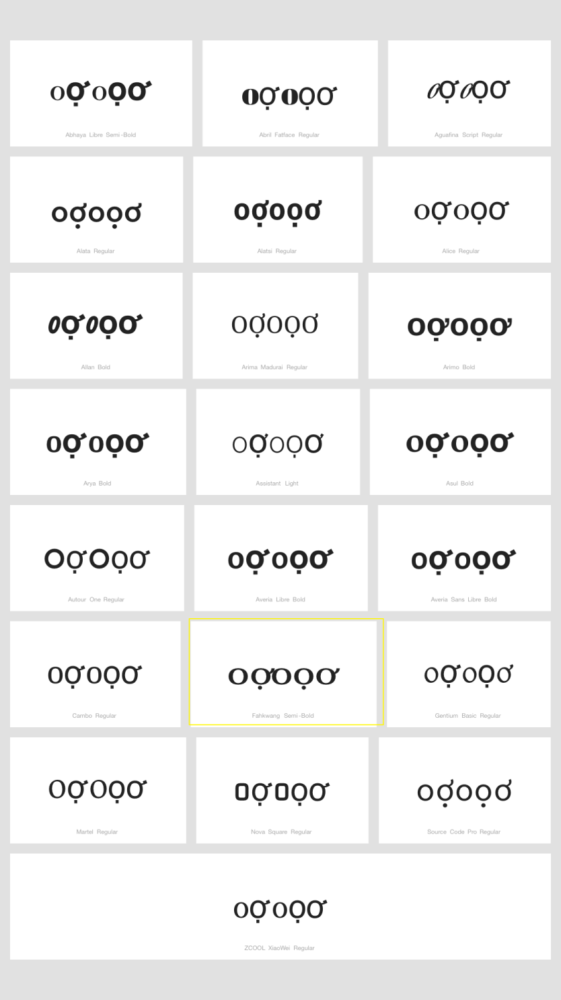 oợoọơ
oợoọơ
oợoọơ
Abhaya Libre Semi-Bold
Abril Fatface Regular
Aguafina Script Regular
oợoọơ
oợoọơ
oợoọơ
Alata Regular
Alatsi Regular
Alice Regular
oợoọơ
oợoọơ
oợoọơ
Allan Bold
Arima Madurai Regular
Arimo Bold
oợoọơ
oợoọơ
oợoọơ
Arya Bold
Assistant Light
Asul Bold
oợoọơ
oợoọơ
oợoọơ
Autour One Regular
Averia Libre Bold
Averia Sans Libre Bold
oợoọơ
oợoọơ
oợoọơ
Cambo Regular
Fahkwang Semi-Bold
Gentium Basic Regular
oợoọơ
oợoọơ
oợoọơ
Martel Regular
Nova Square Regular
Source Code Pro Regular
oợoọơ
ZCOOL XiaoWei Regular